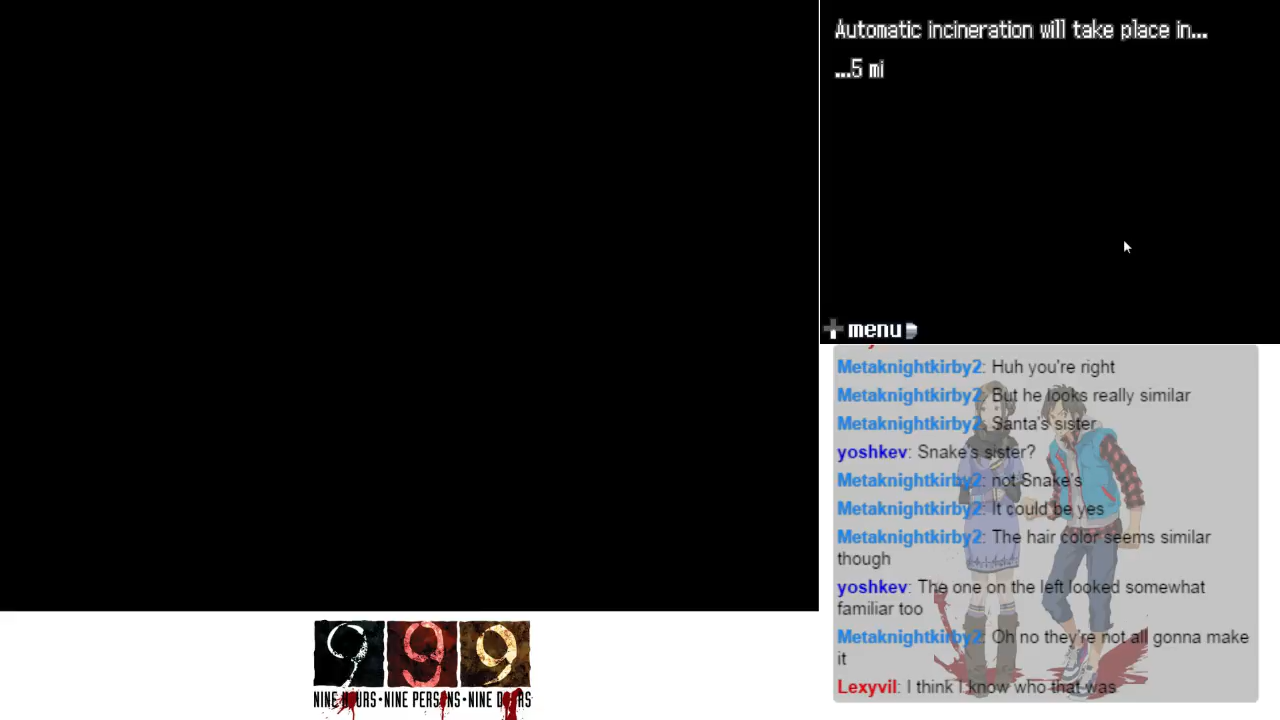 Automatic incineration will take place in...
...5 mi
menu
Metaknightkirby2: Huh you're right
Metaknightkirby2: But he looks really similar
Metaknightkirby2: Santa's sister
yoshkev: Snake's sister?
Metaknightkirby2: not Snake's
Metaknightkirby2: It could be yes
Metaknightkirby2: The hair color seems similar
though
yoshkev: The one on the left looked somewhat
familiar too
Metaknightkirby2: Oh no they're not all gonna make
it
Lexyvil: I think I know who that was
999
NINE HOURS • NINE PERSONS • NINE DOORS